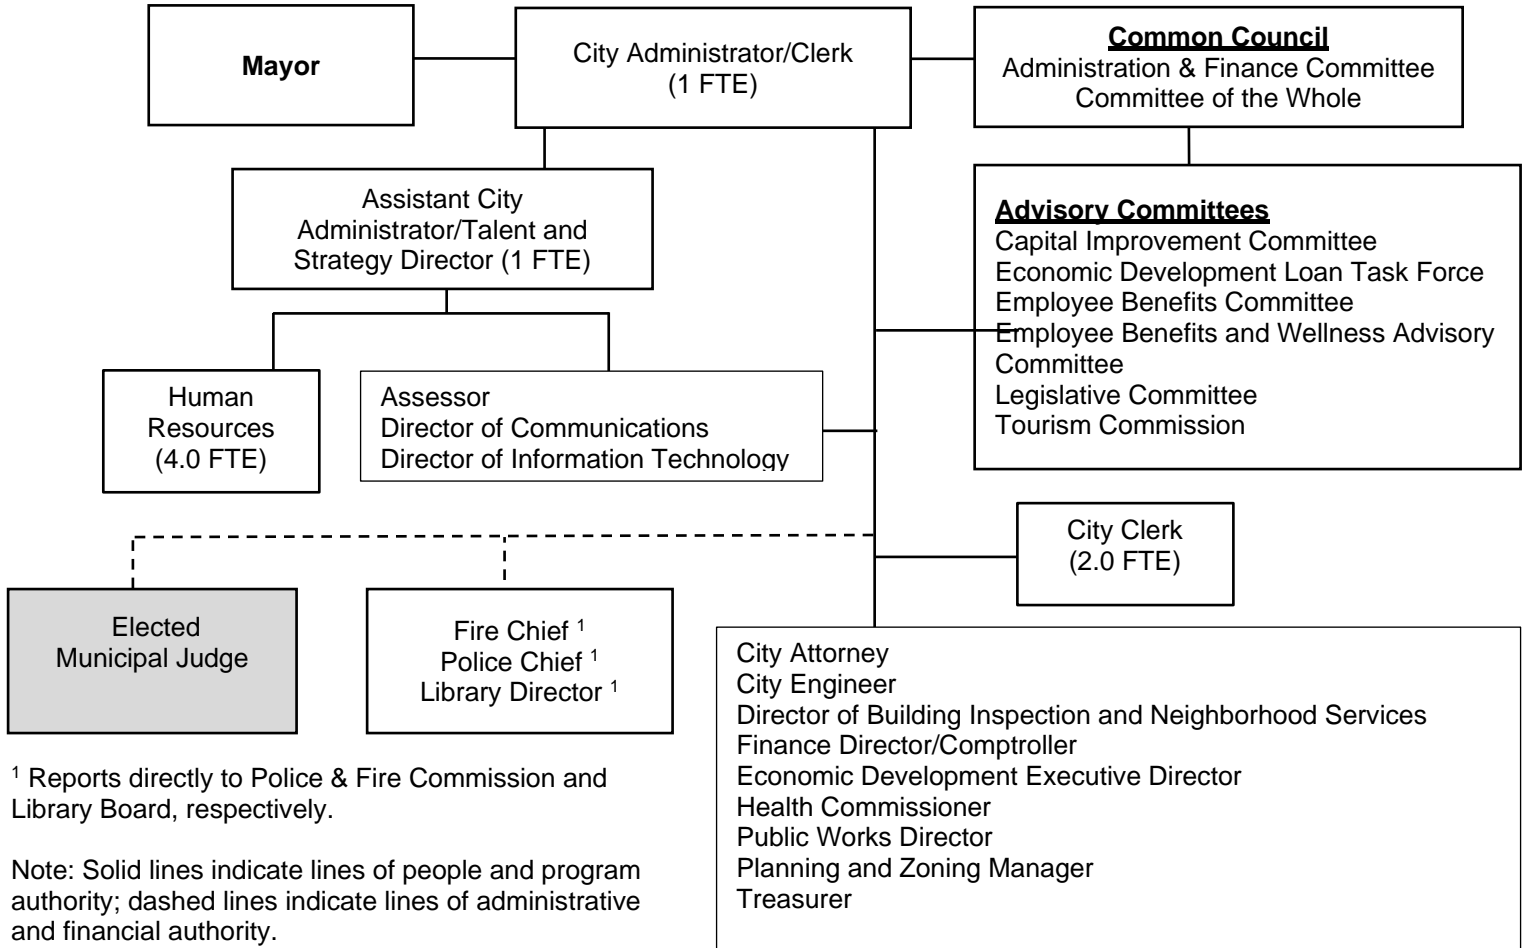 Mayor
City Administrator/Clerk
(1 FTE)
Common Council
Administration & Finance Committee
Committee of the Whole
Assistant City
Administrator/Talent and
Strategy Director (1 FTE)
Advisory Committees
Capital Improvement Committee
Economic Development Loan Task Force
Employee Benefits Committee
Employee Benefits and Wellness Advisory
Committee
Legislative Committee
Tourism Commission
Human
Resources
(4.0 FTE)
Assessor
Director of Communications
Director of Information Technology
City Clerk
(2.0 FTE)
Elected
Municipal Judge
Fire Chief ¹
Police Chief ¹
Library Director ¹
City Attorney
City Engineer
Director of Building Inspection and Neighborhood Services
Finance Director/Comptroller
Economic Development Executive Director
Health Commissioner
Public Works Director
Planning and Zoning Manager
Treasurer
¹ Reports directly to Police & Fire Commission and
Library Board, respectively.
Note: Solid lines indicate lines of people and program
authority; dashed lines indicate lines of administrative
and financial authority.